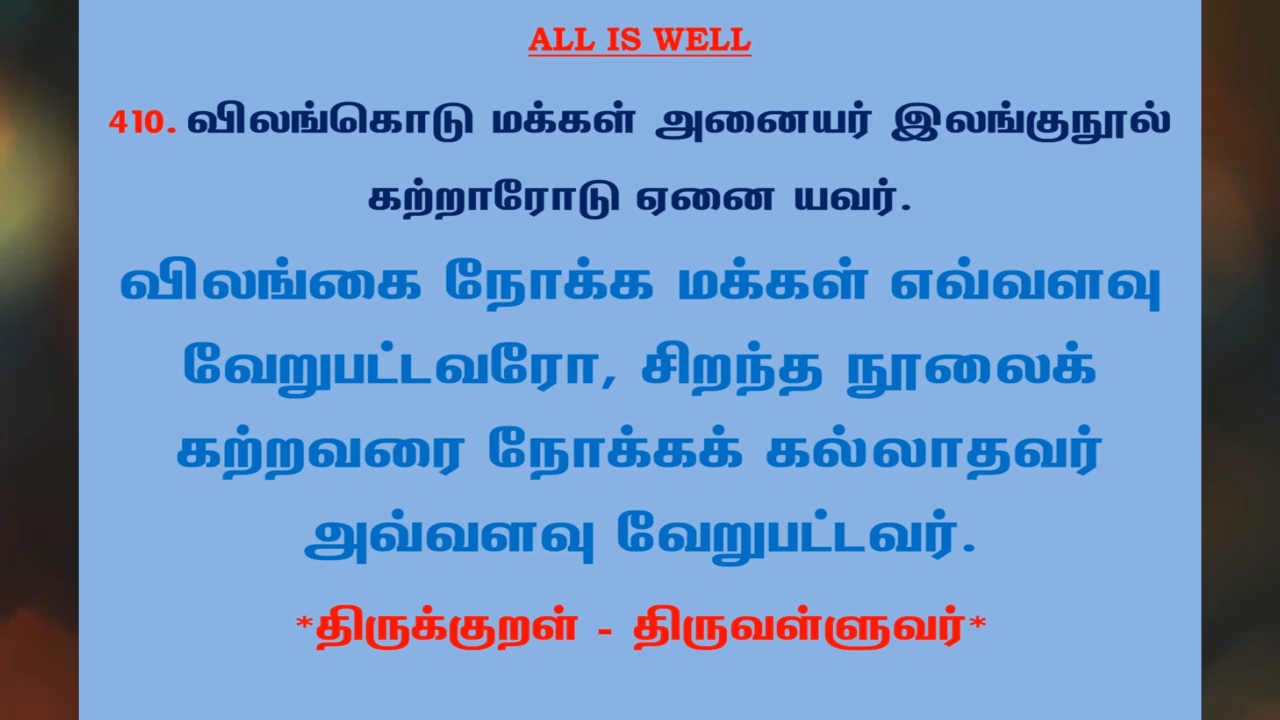 ALL IS WELL
410. விலங்கொடு மக்கள் அனையர் இலங்குநூல்
கற்றாரோடு ஏனை யவர்.
விலங்கை நோக்க மக்கள் எவ்வளவு
வேறுபட்டவரோ, சிறந்த நூலைக்
கற்றவரை நோக்கக் கல்லாதவர்
அவ்வளவு வேறுபட்டவர்.
*திருக்குறள் - திருவள்ளுவர்*